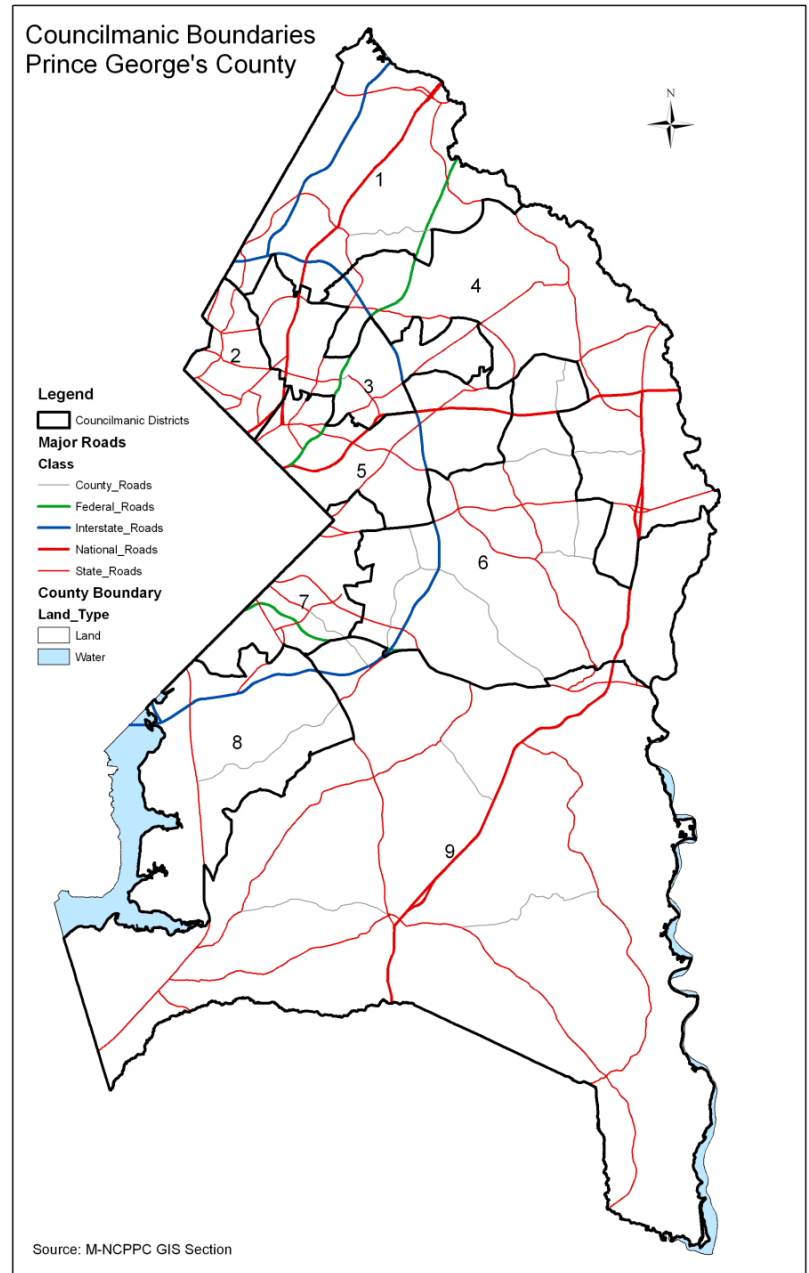 Councilmanic Boundaries
Prince George's County
N
1
4
2
3
5
6
7
8
9
Legend
Councilmanic Districts
Major Roads
Class
County_Roads
Federal_Roads
Interstate_Roads
National_Roads
State_Roads
County Boundary
Land_Type
Land
Water
Source: M-NCPPC GIS Section